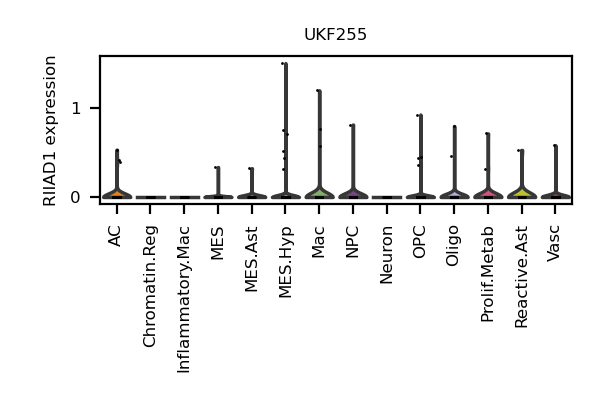 UKF255
RIIAD1 expression
1
0
AC
Chromatin.Reg
Inflammatory.Mac
MES
MES.Ast
MES.Hyp
Mac
NPC
Neuron
OPC
Oligo
Prolif.Metab
Reactive.Ast
Vasc